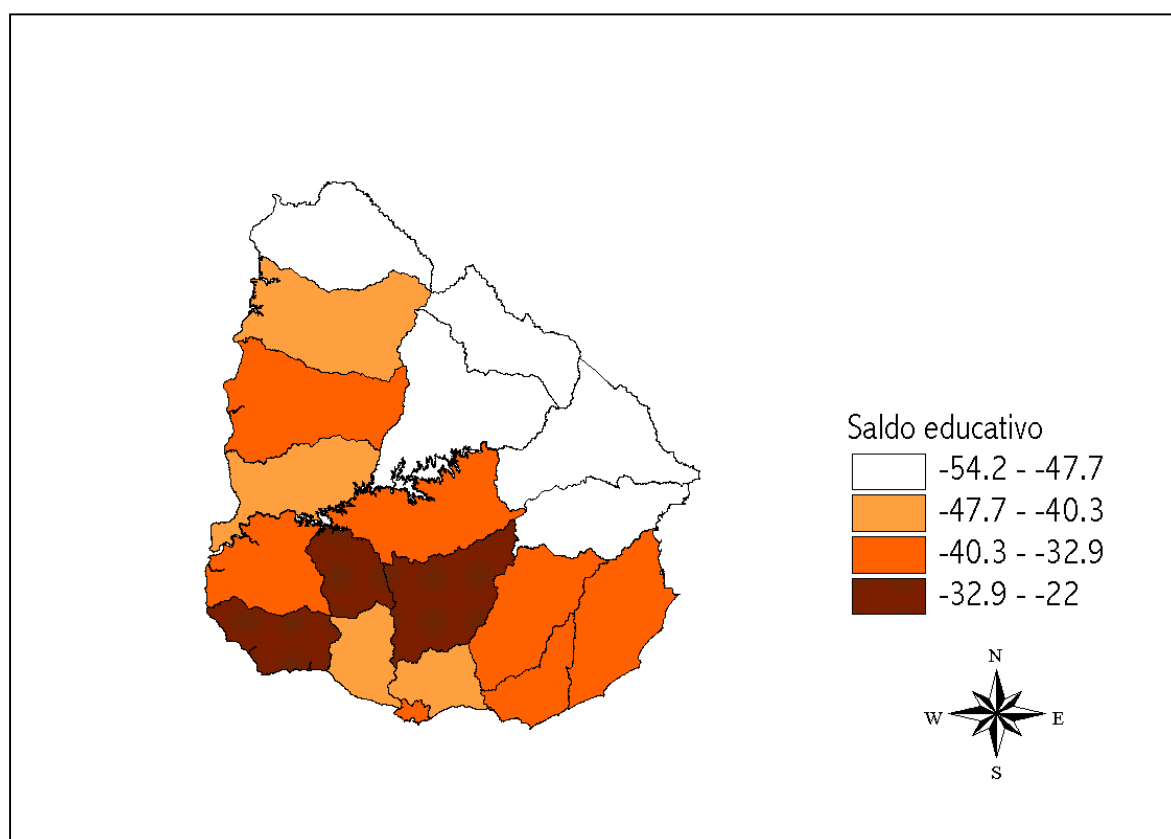 Saldo educativo
-54.2 - -47.7
-47.7 - -40.3
-40.3 - -32.9
-32.9 - -22
N
W E
S